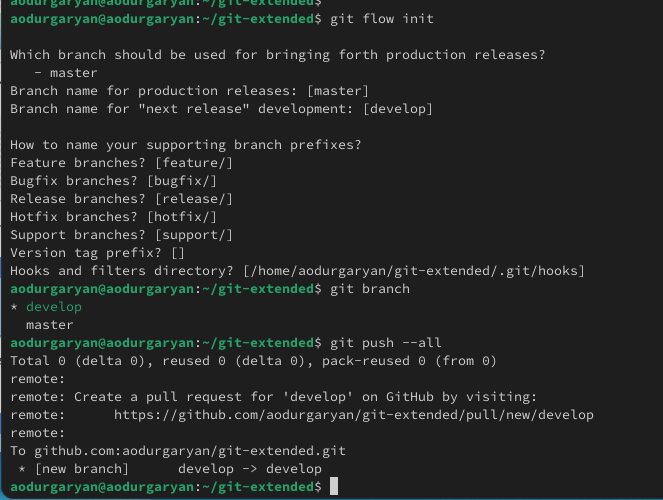 aodurgaryan@aodurgaryan:~/git-extended$
aodurgaryan@aodurgaryan:~/git-extended$ git flow init

Which branch should be used for bringing forth production releases?
   - master
Branch name for production releases: [master]
Branch name for "next release" development: [develop]

How to name your supporting branch prefixes?
Feature branches? [feature/]
Bugfix branches? [bugfix/]
Release branches? [release/]
Hotfix branches? [hotfix/]
Support branches? [support/]
Version tag prefix? []
Hooks and filters directory? [/home/aodurgaryan/git-extended/.git/hooks]
aodurgaryan@aodurgaryan:~/git-extended$ git branch
* develop
  master
aodurgaryan@aodurgaryan:~/git-extended$ git push --all
Total 0 (delta 0), reused 0 (delta 0), pack-reused 0 (from 0)
remote:
remote: Create a pull request for 'develop' on GitHub by visiting:
remote:      https://github.com/aodurgaryan/git-extended/pull/new/develop
remote:
To github.com:aodurgaryan/git-extended.git
 * [new branch]      develop -> develop
aodurgaryan@aodurgaryan:~/git-extended$